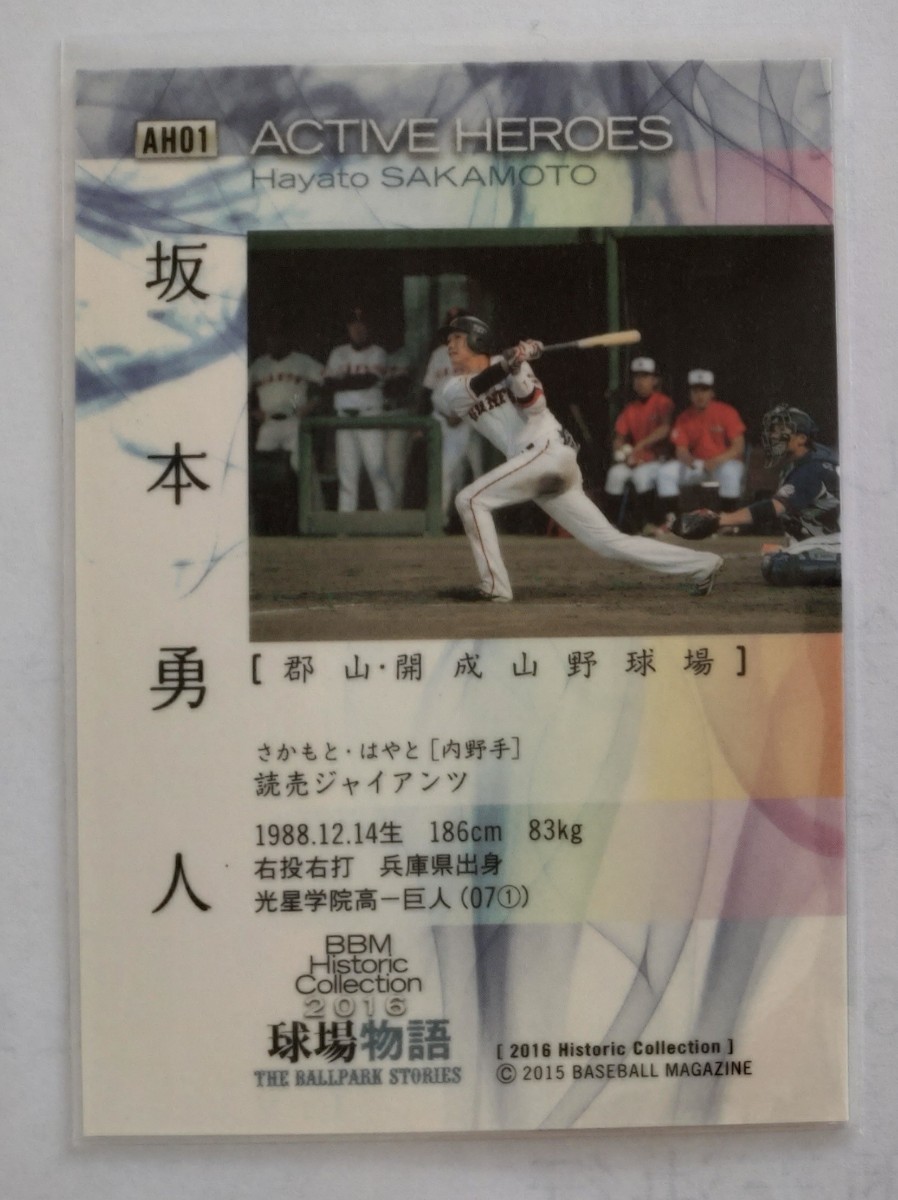 AH01 ACTIVE HEROES
Hayato SAKAMOTO
坂本勇人
GIANTS
[郡山・開成山野球場]
さかもと・はやと[内野手]
読売ジャイアンツ
1988.12.14生 186cm 83kg
右投右打 兵庫県出身
光星学院高ー巨人(07①)
BBM
Historic
Collection
2016
球場物語
THE BALLPARK STORIES
[ 2016 Historic Collection ]
© 2015 BASEBALL MAGAZINE